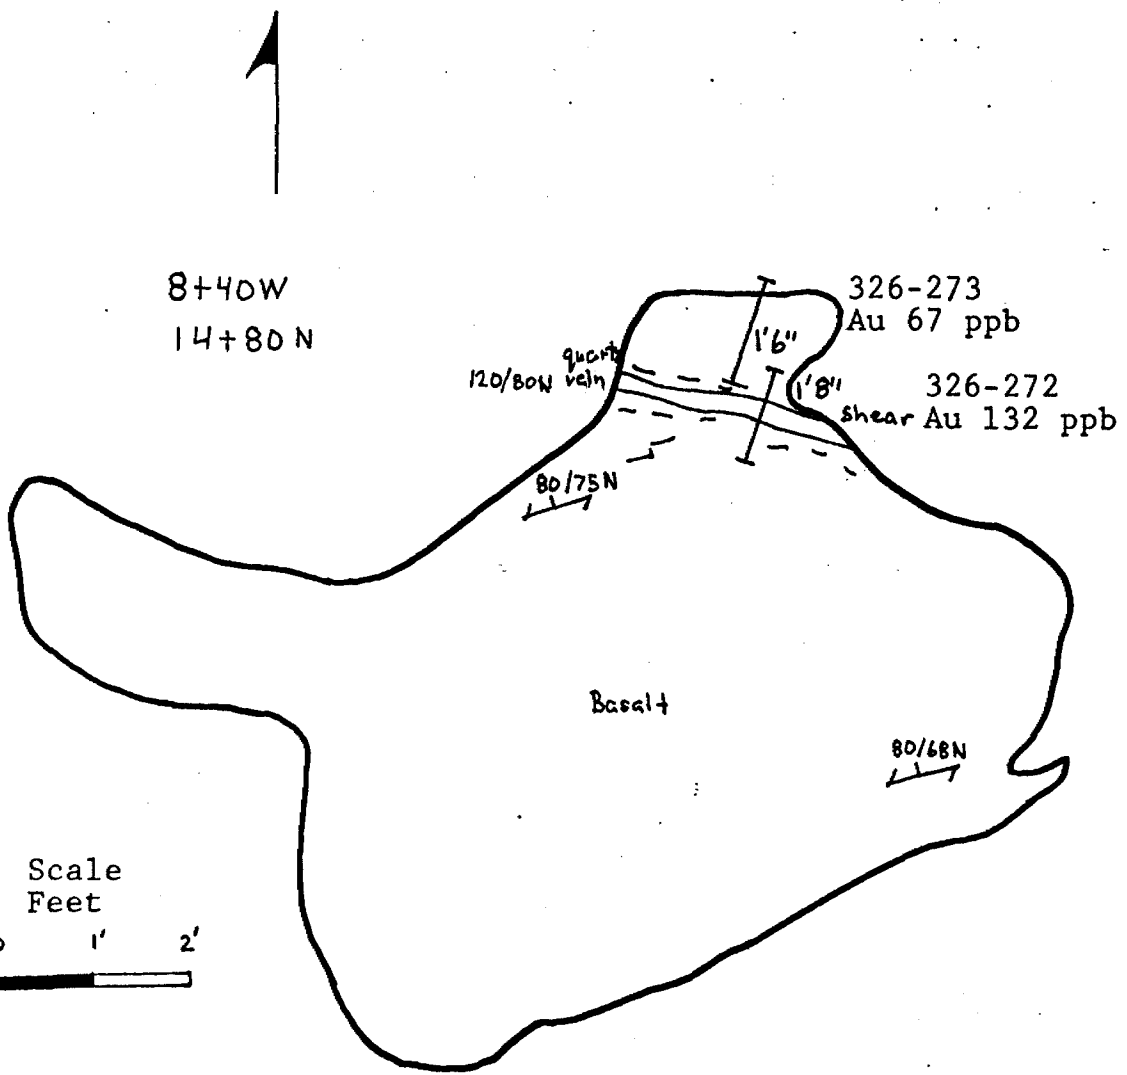 8+40W
14+80N
326-273
Au 67 ppb
1'6"
quartz
120/80N vein
1'8"
326-272
shear Au 132 ppb
80/75N
Basalt
80/68N
Scale
Feet
0 1' 2'